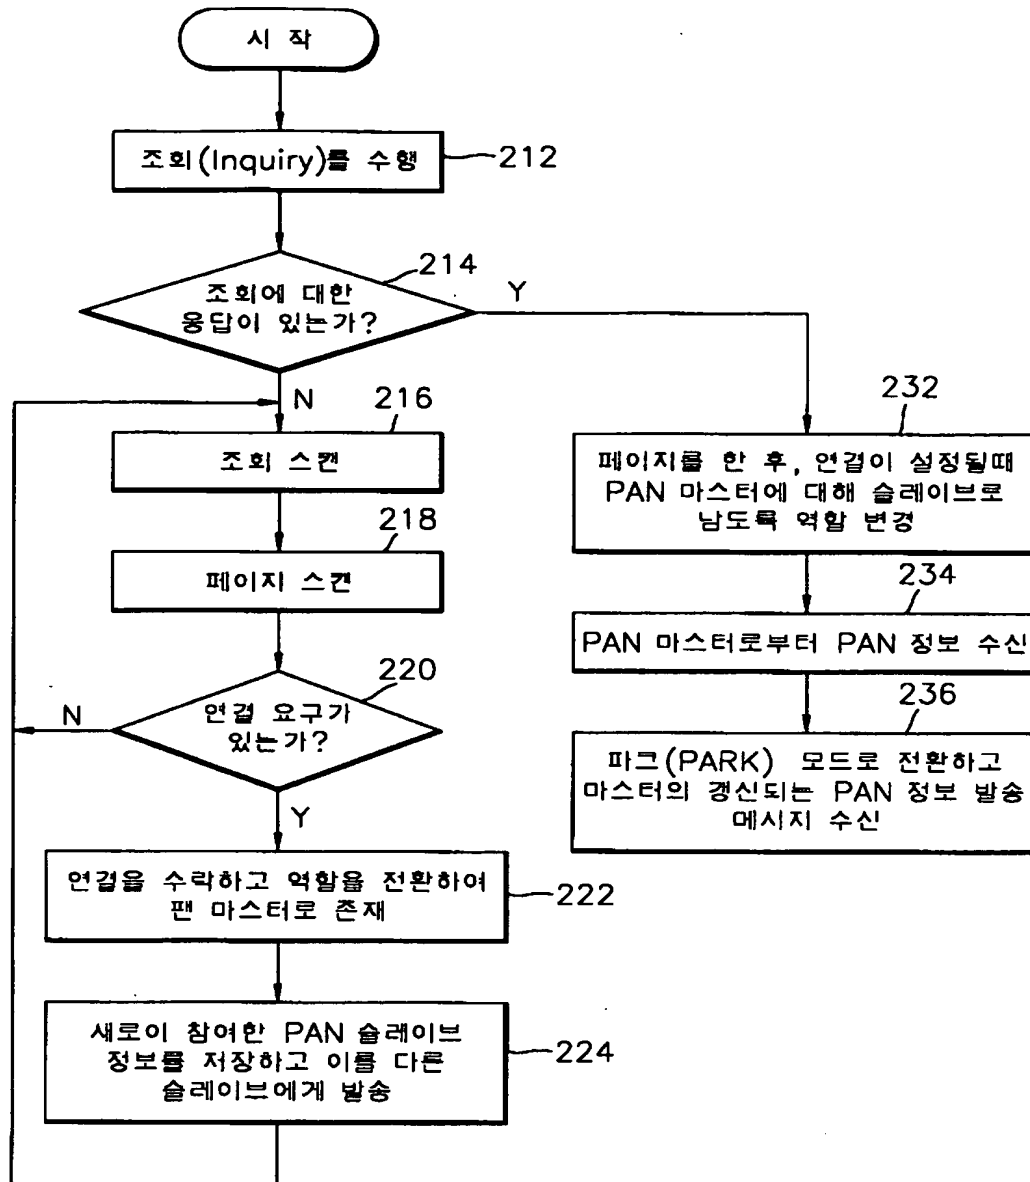 시 작
조회(Inquiry)를 수행
212
214
조회에 대한
응답이 있는가?
Y
N
216
조회 스캔
218
페이지 스캔
220
연결 요구가
있는가?
N
Y
연결을 수락하고 역할을 전환하여
팬 마스터로 존재
222
새로이 참여한 PAN 슬레이브
정보를 저장하고 이를 다른
슬레이브에게 발송
224
232
페이지를 한 후, 연결이 설정될때
PAN 마스터에 대해 슬레이브로
남도록 역할 변경
234
PAN 마스터로부터 PAN 정보 수신
236
파크(PARK) 모드로 전환하고
마스터의 갱신되는 PAN 정보 발송
메시지 수신